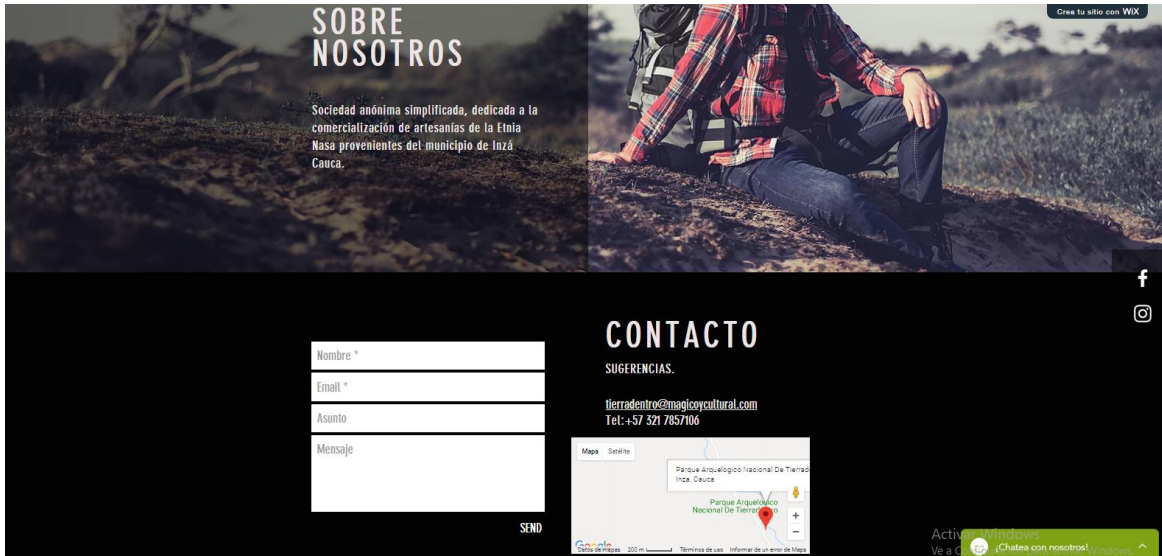 Crea tu sitio con WiX
SOBRE
NOSOTROS
Sociedad anónima simplificada, dedicada a la
comercialización de artesanías de la Etnia
Nasa provenientes del municipio de Inzá
Cauca.
CONTACTO
SUGERENCIAS.
tierradentro@magicoycultural.com
Tel:+57 321 7857106
Nombre *
Email *
Asunto
Mensaje
SEND
Mapa Satélite
Parque Arquelogico Nacional De Tierrad
Inza, Cauca
Parque Arqueológico
Nacional De
Google
Datos de mapas 200 m Términos de uso Informar de un error de Maps
Activar Windows
Ve a
Windows.
¡Chatea con nosotros!